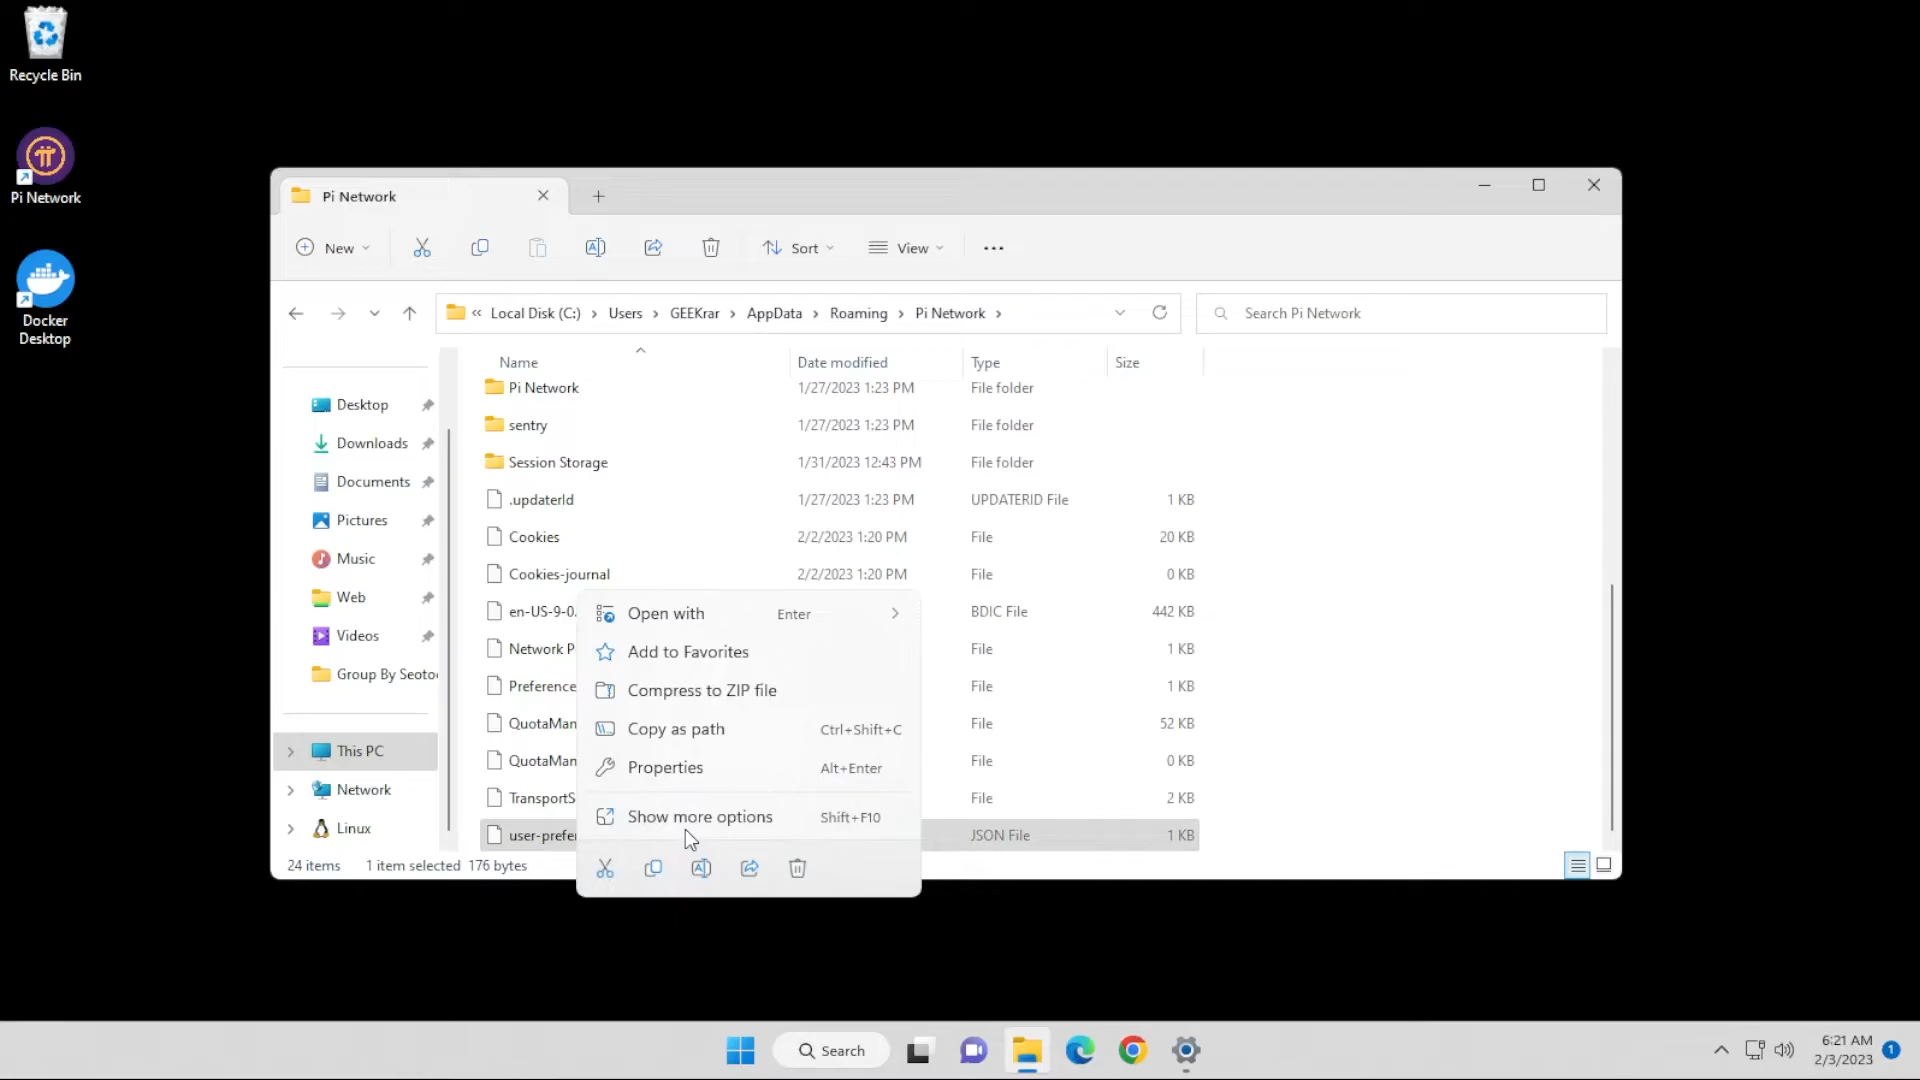 Recycle Bin
Pi Network
Docker
Desktop
Pi Network
New
Sort
View
« Local Disk (C:) › Users › GEEKrar › AppData › Roaming › Pi Network ›
Search Pi Network
Name Date modified Type Size
Desktop
Downloads
Documents
Pictures
Music
Web
Videos
Group By Seotoo
This PC
Network
Linux
Pi Network 1/27/2023 1:23 PM File folder
sentry 1/27/2023 1:23 PM File folder
Session Storage 1/31/2023 12:43 PM File folder
.updaterId 1/27/2023 1:23 PM UPDATERID File 1 KB
Cookies 2/2/2023 1:20 PM File 20 KB
Cookies-journal 2/2/2023 1:20 PM File 0 KB
en-US-9-0. BDIC File 442 KB
Network P File 1 KB
Preference File 1 KB
QuotaMan File 52 KB
QuotaMan File 0 KB
TransportS File 2 KB
user-prefer JSON File 1 KB
Open with Enter
Add to Favorites
Compress to ZIP file
Copy as path Ctrl+Shift+C
Properties Alt+Enter
Show more options Shift+F10
24 items 1 item selected 176 bytes
Search
6:21 AM
2/3/2023
1